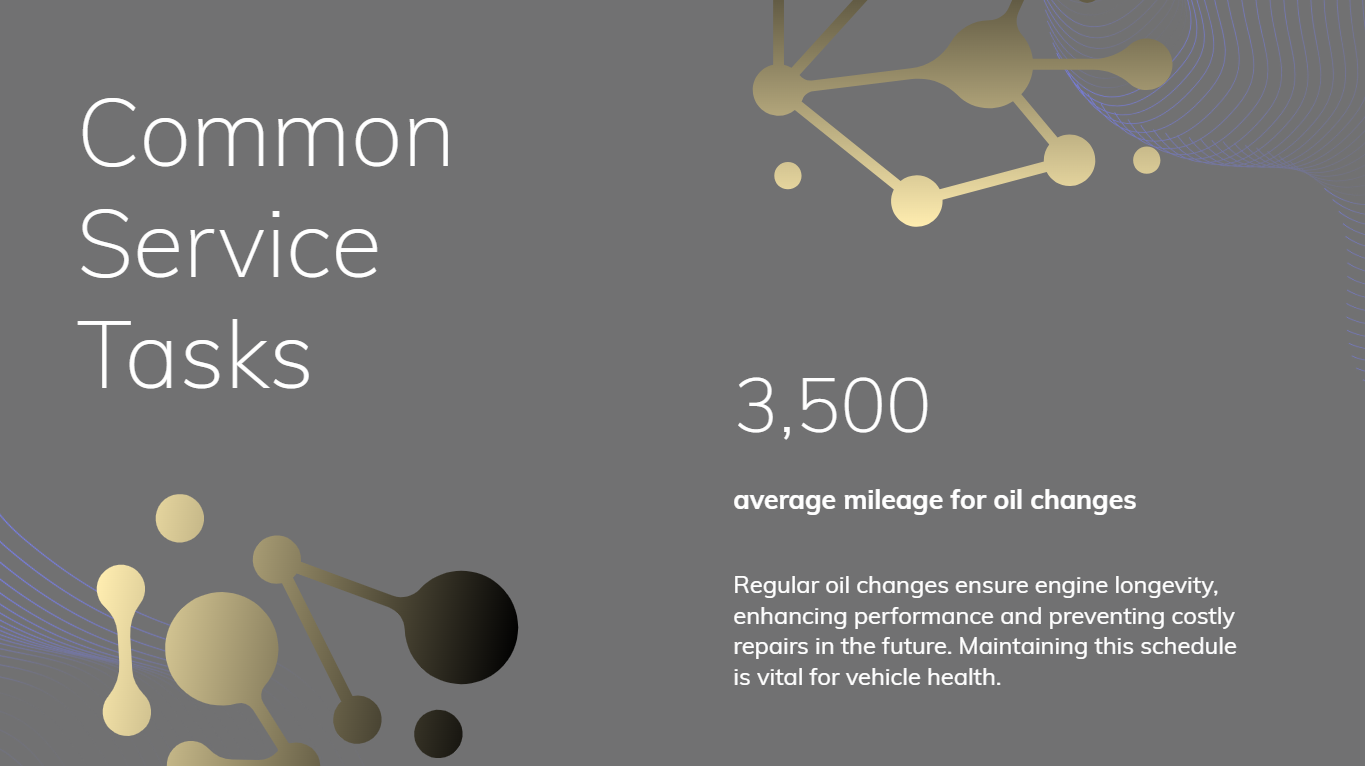 Common
Service
Tasks
3,500
average mileage for oil changes
Regular oil changes ensure engine longevity,
enhancing performance and preventing costly
repairs in the future. Maintaining this schedule
is vital for vehicle health.